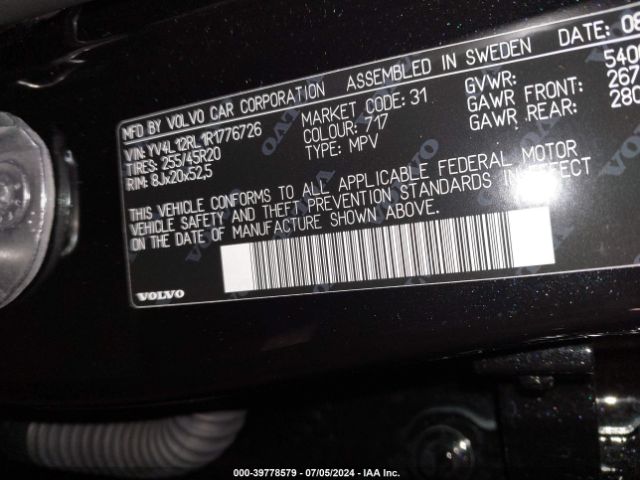 MFD BY VOLVO CAR CORPORATION ASSEMBLED IN SWEDEN DATE: 08
VIN: YV4L12RL1R1776726 MARKET CODE: 31 GVWR: 540
TIRES: 255/45R20 COLOUR: 717 GAWR FRONT: 267
RIM: 8Jx20x52,5 TYPE: MPV GAWR REAR: 280
THIS VEHICLE CONFORMS TO ALL APPLICABLE FEDERAL MOTOR
VEHICLE SAFETY AND THEFT PREVENTION STANDARDS IN EFFECT
ON THE DATE OF MANUFACTURE SHOWN ABOVE.
VOLVO
000-39778579 / 07/05/2024 - IAA Inc.